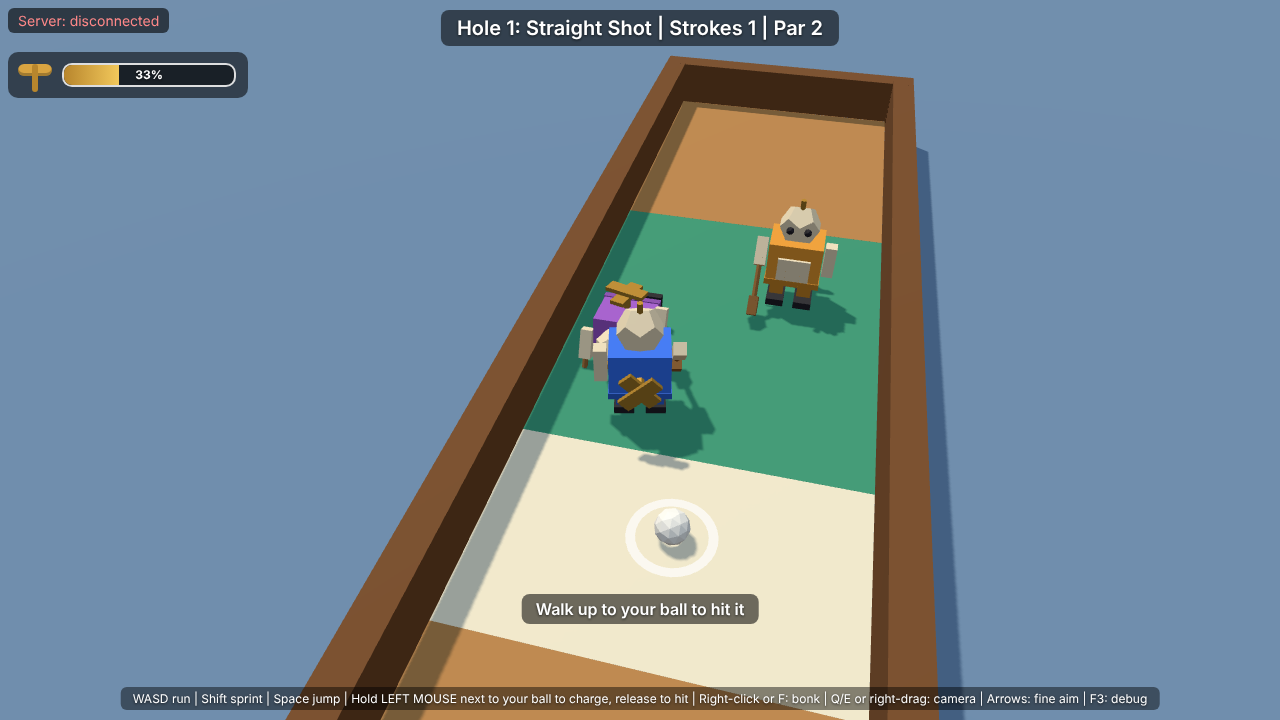 Server: disconnected
Hole 1: Straight Shot | Strokes 1 | Par 2
33%
Walk up to your ball to hit it
WASD run | Shift sprint | Space jump | Hold LEFT MOUSE next to your ball to charge, release to hit | Right-click or F: bonk | Q/E or right-drag: camera | Arrows: fine aim | F3: debug